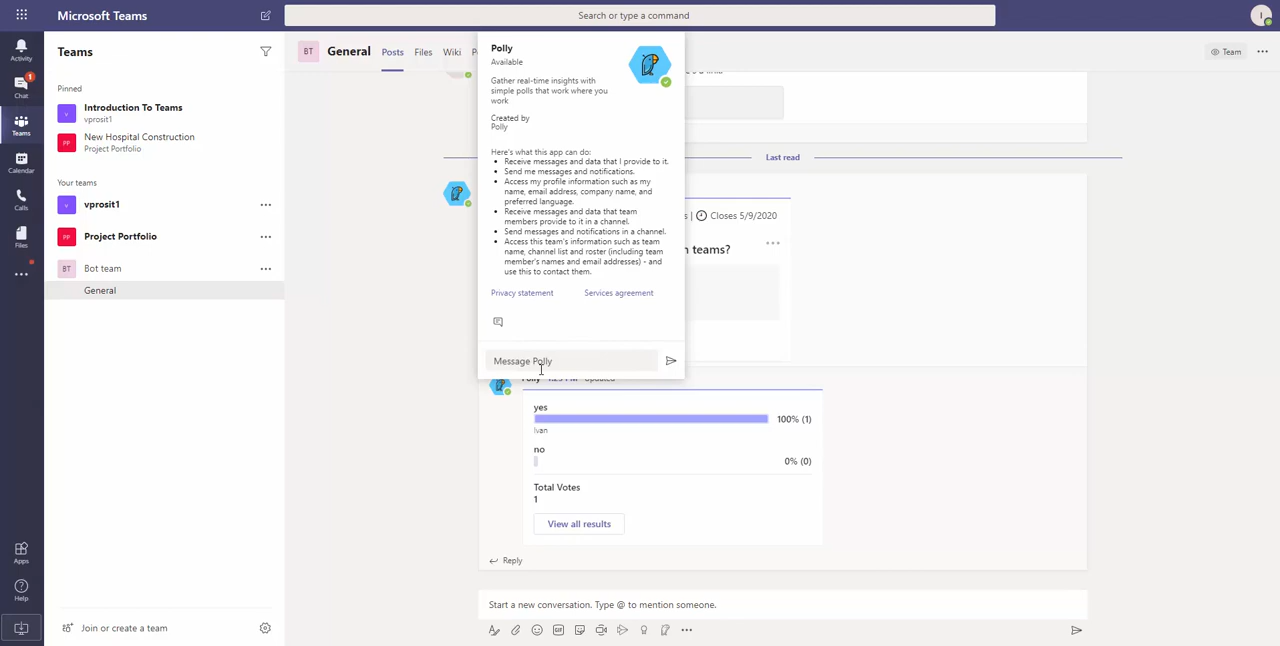 Microsoft Teams
Search or type a command
I
Activity
Chat
1
Teams
Calendar
Calls
Files
Apps
Help
Teams
Pinned
v
Introduction To Teams
vprosit1
PP
New Hospital Construction
Project Portfolio
Your teams
v
vprosit1
PP
Project Portfolio
BT
Bot team
General
Join or create a team
BT
General
Posts
Files
Wiki
Team
Polly
Available
Gather real-time insights with
simple polls that work where you
work
Created by
Polly
Here's what this app can do:
• Receive messages and data that I provide to it.
• Send me messages and notifications.
• Access my profile information such as my
name, email address, company name, and
preferred language.
• Receive messages and data that team
members provide to it in a channel.
• Send messages and notifications in a channel.
• Access this team's information such as team
name, channel list and roster (including team
member's names and email addresses) - and
use this to contact them.
Privacy statement
Services agreement
Message Polly
Last read
s | Closes 5/9/2020
teams?
Polly
Updated
yes
100% (1)
Ivan
no
0% (0)
Total Votes
1
View all results
Reply
Start a new conversation. Type @ to mention someone.
GIF